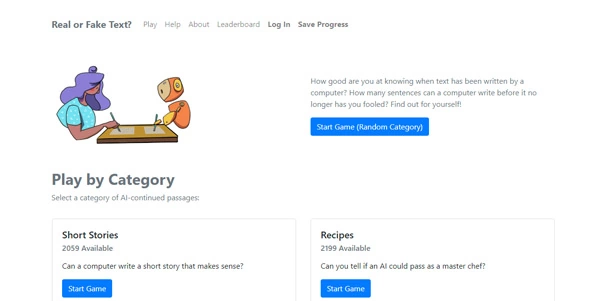 Real or Fake Text? Play Help About Leaderboard Log In Save Progress
How good are you at knowing when text has been written by a
computer? How many sentences can a computer write before it no
longer has you fooled? Find out for yourself!
Start Game (Random Category)
Play by Category
Select a category of AI-continued passages:
Short Stories
2059 Available
Can a computer write a short story that makes sense?
Start Game
Recipes
2199 Available
Can you tell if an AI could pass as a master chef?
Start Game